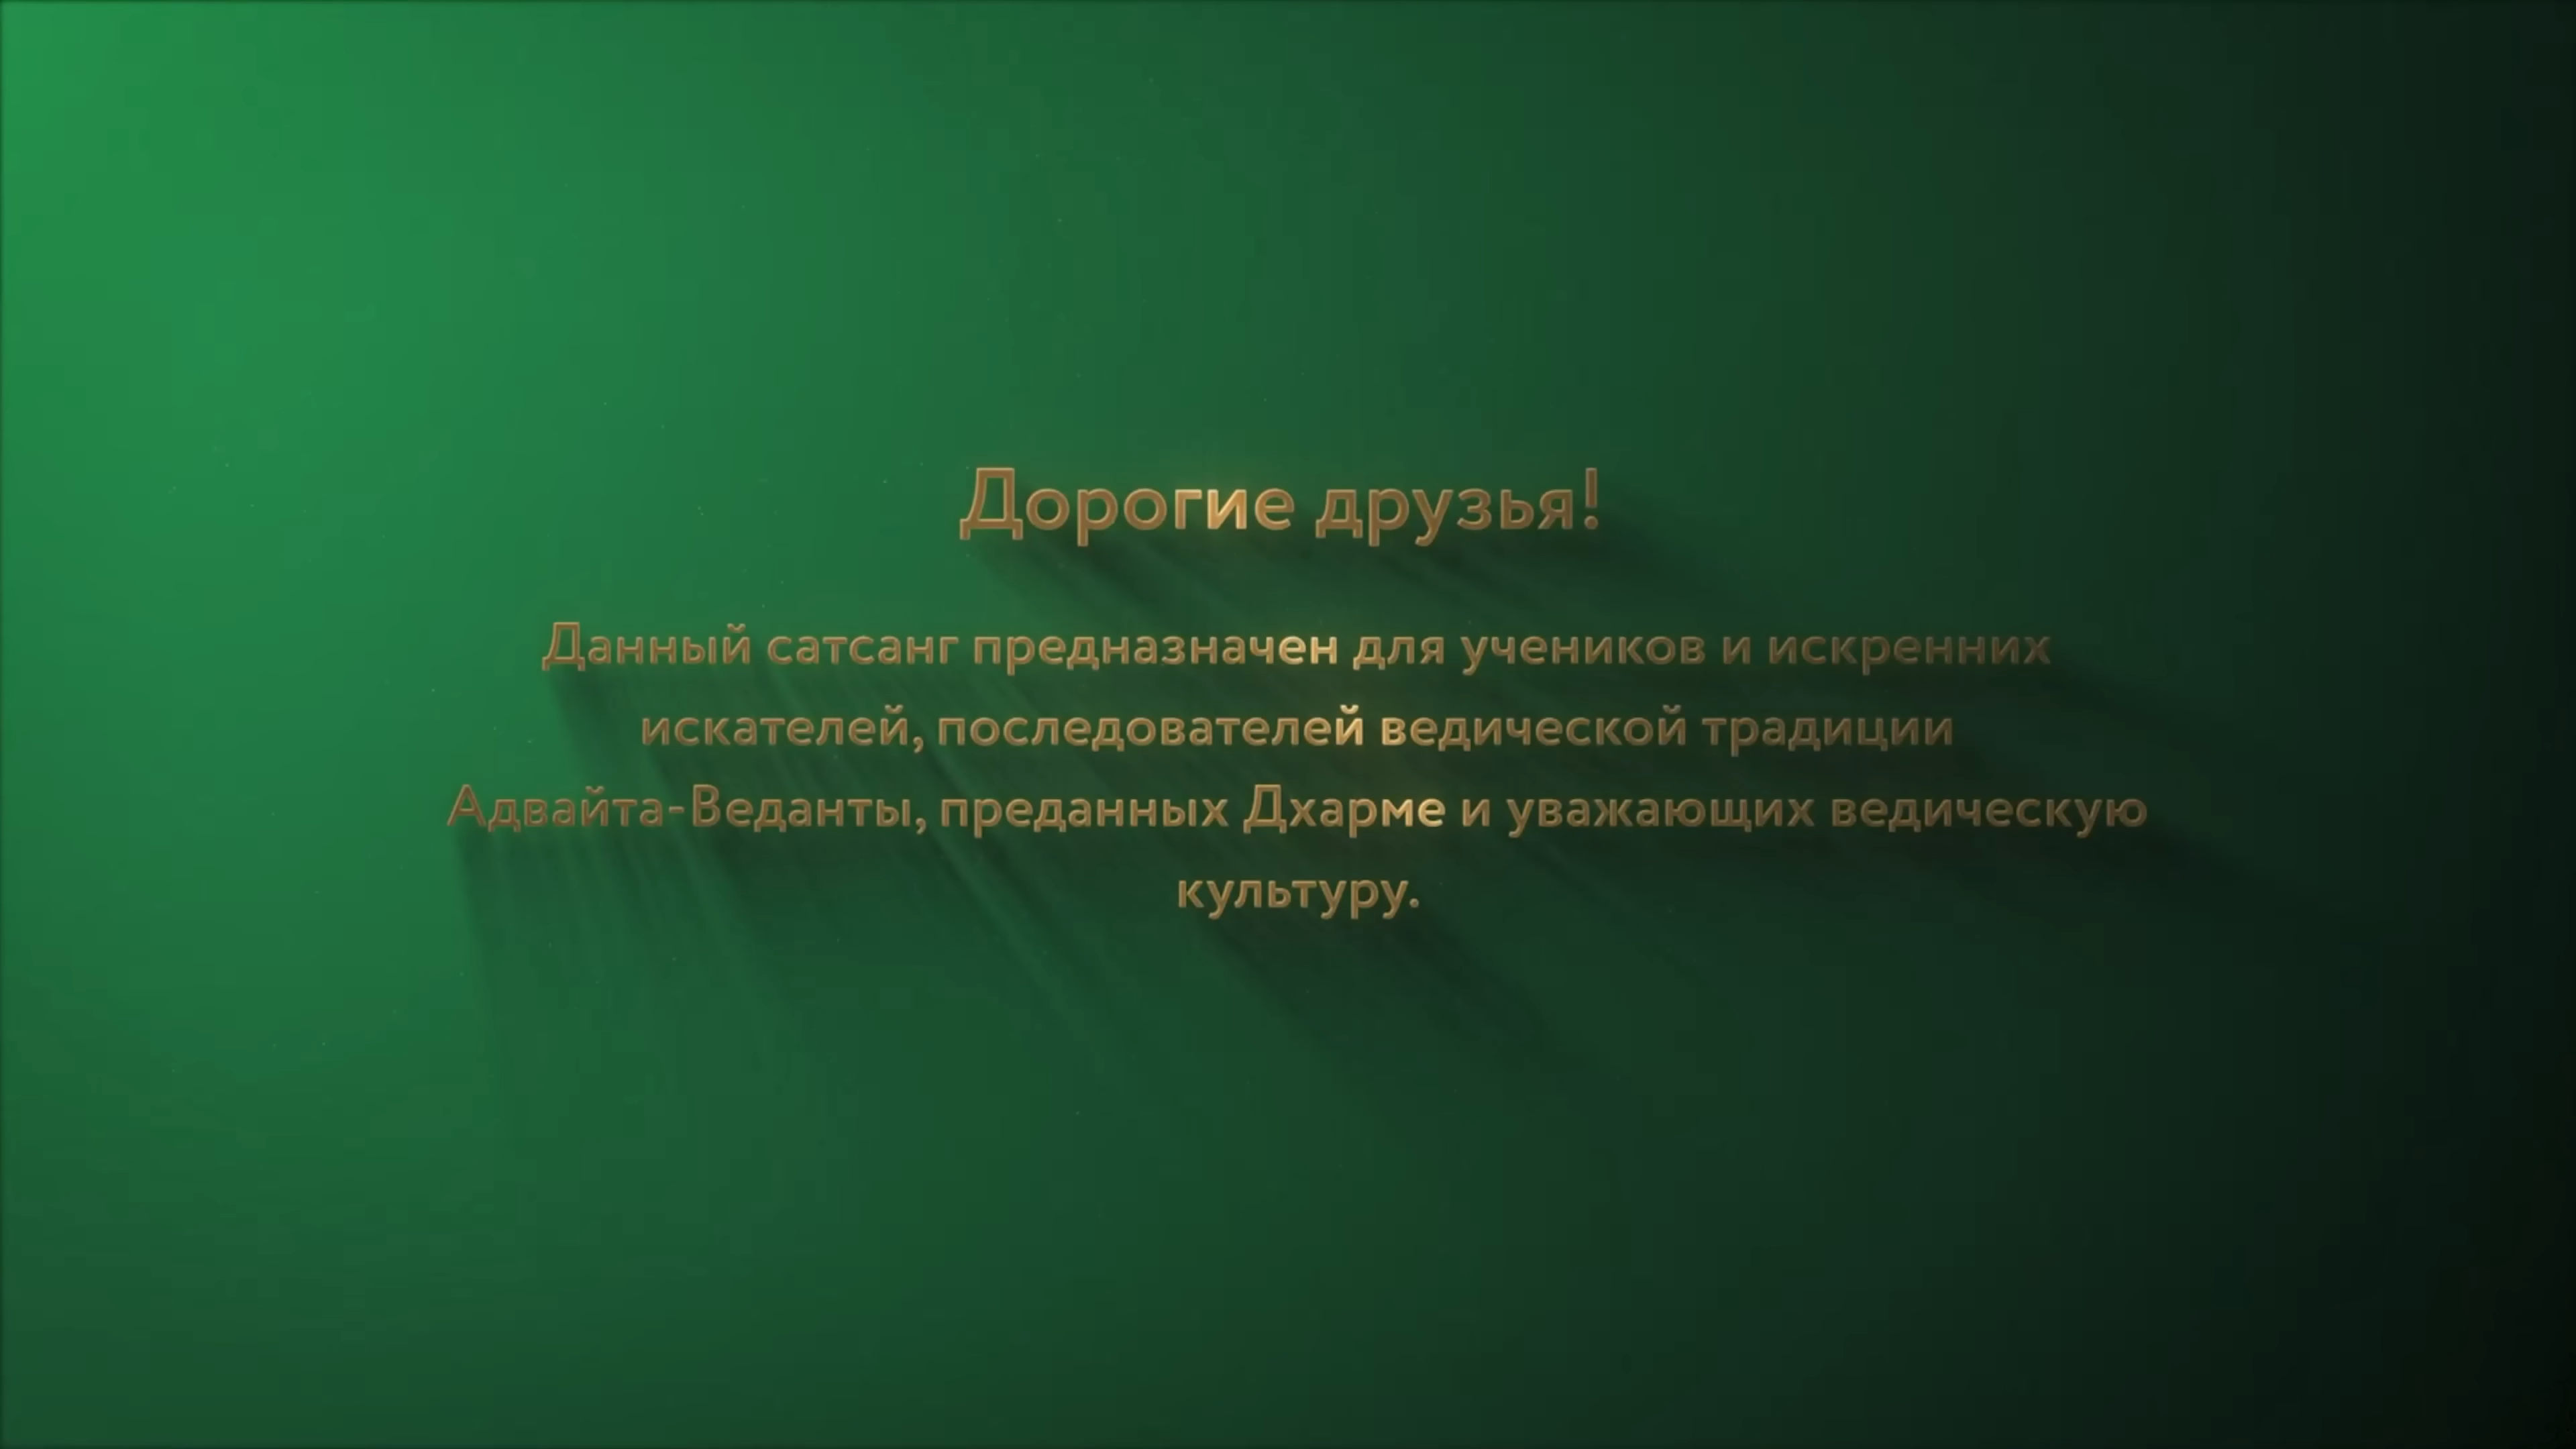 Дорогие друзья!
Данный сатсанг предназначен для учеников и искренних
искателей, последователей ведической традиции
Адвайта-Веданты, преданных Дхарме и уважающих ведическую
культуру.